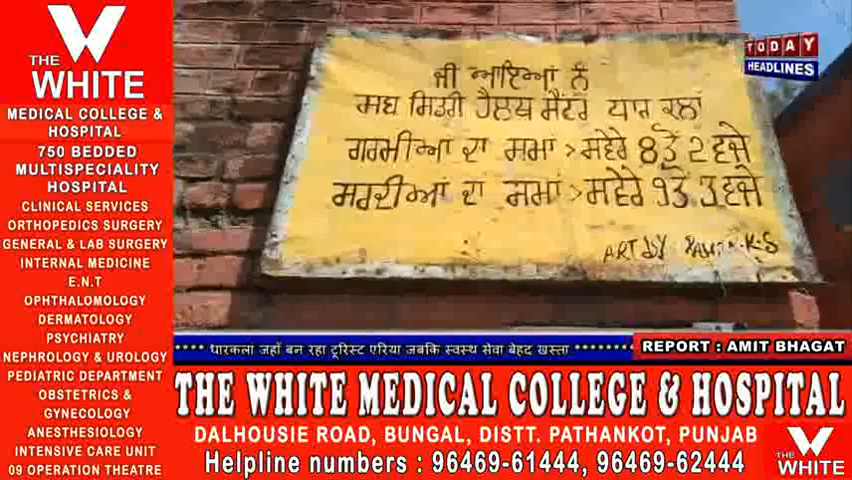 THE
WHITE
MEDICAL COLLEGE &
HOSPITAL
750 BEDDED
MULTISPECIALITY
HOSPITAL
CLINICAL SERVICES
ORTHOPEDICS SURGERY
GENERAL & LAB SURGERY
INTERNAL MEDICINE
E.N.T
OPHTHALOMOLOGY
DERMATOLOGY
PSYCHIATRY
NEPHROLOGY & UROLOGY
PEDIATRIC DEPARTMENT
OBSTETRICS &
GYNECOLOGY
ANESTHESIOLOGY
INTENSIVE CARE UNIT
09 OPERATION THEATRE
TODAY
HEADLINES
ਜੀ ਆਇਆਂ ਨੂੰ
ਸਬ ਸਿਤਰੀ ਹੈਲਥ ਸੈਂਟਰ ਧਾਰ ਕਲਾਂ
ਗਰਮੀਆਂ ਦਾ ਸਮਾਂ > ਸਵੇਰੇ 8 ਤੋਂ 2 ਵਜੇ
ਸਰਦੀਆਂ ਦਾ ਸਮਾਂ > ਸਵੇਰੇ 9 ਤੋਂ 3 ਵਜੇ
ART BY K.S
***** धारकलां जहाँ बन रहा टूरिस्ट एरिया जबकि स्वस्थ सेवा बेहद खस्ता *****
REPORT : AMIT BHAGAT
THE WHITE MEDICAL COLLEGE & HOSPITAL
DALHOUSIE ROAD, BUNGAL, DISTT. PATHANKOT, PUNJAB
Helpline numbers : 96469-61444, 96469-62444
THE
WHITE